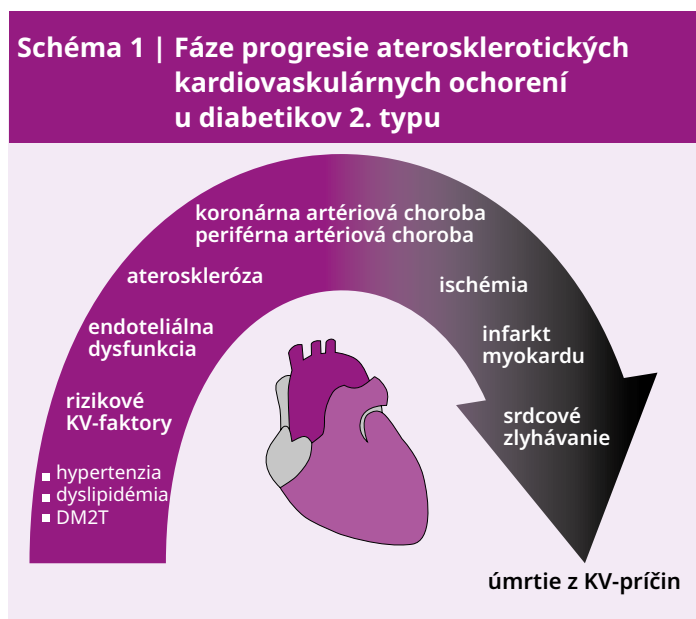 Schéma 1 | Fáze progresie aterosklerotických
kardiovaskulárnych ochorení
u diabetikov 2. typu
koronárna artériová choroba
periférna artériová choroba
ateroskleróza
endoteliálna
dysfunkcia
rizikové
KV-faktory
hypertenzia
dyslipidémia
DM2T
ischémia
infarkt
myokardu
srdcové
zlyhávanie
úmrtie z KV-príčin